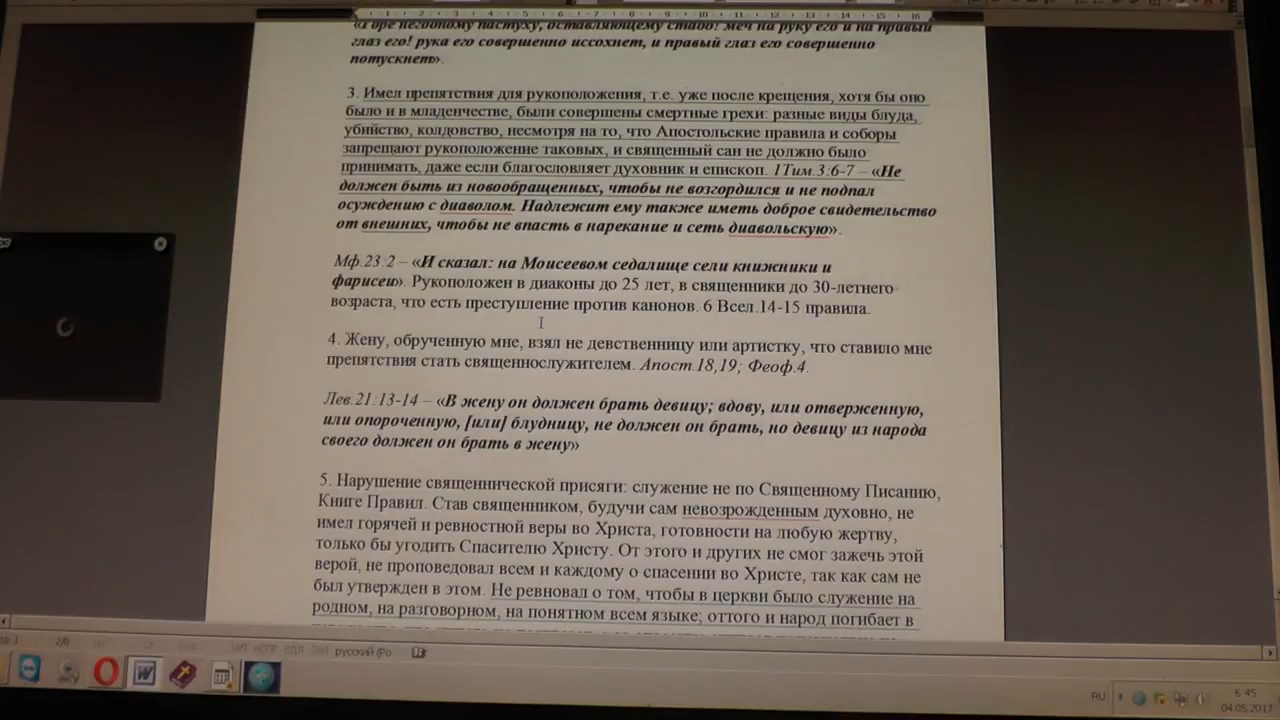 «Горе негодному пастуху, оставляющему стадо! меч на руку его и на правый
глаз его! рука его совершенно иссохнет, и правый глаз его совершенно
потускнет».
3. Имел препятствия для рукоположения, т.е. уже после крещения, хотя бы оно
было и в младенчестве, были совершены смертные грехи: разные виды блуда,
убийство, колдовство, несмотря на то, что Апостольские правила и соборы
запрещают рукоположение таковых, и священный сан не должно было
принимать, даже если благословляет духовник и епископ. 1Тим.3:6-7 – «Не
должен быть из новообращенных, чтобы не возгордился и не подпал
осуждению с диаволом. Надлежит ему также иметь доброе свидетельство
от внешних, чтобы не впасть в нарекание и сеть диавольскую».
Мф.23:2 – «И сказал: на Моисеевом седалище сели книжники и
фарисеи». Рукоположен в диаконы до 25 лет, в священники до 30-летнего
возраста, что есть преступление против канонов. 6 Всел.14-15 правила.
4. Жену, обрученную мне, взял не девственницу или артистку, что ставило мне
препятствия стать священнослужителем. Апост.18,19; Феоф.4.
Лев.21:13-14 – «В жену он должен брать девицу; вдову, или отверженную,
или опороченную, [или] блудницу, не должен он брать, но девицу из народа
своего должен он брать в жену»
5. Нарушение священнической присяги: служение не по Священному Писанию,
Книге Правил. Став священником, будучи сам невозрожденным духовно, не
имел горячей и ревностной веры во Христа, готовности на любую жертву,
только бы угодить Спасителю Христу. От этого и других не смог зажечь этой
верой, не проповедовал всем и каждому о спасении во Христе, так как сам не
был утвержден в этом. Не ревновал о том, чтобы в церкви было служение на
родном, на разговорном, на понятном всем языке; оттого и народ погибает в
2/8 русский (Ро
RU 6:45
04.05.2017